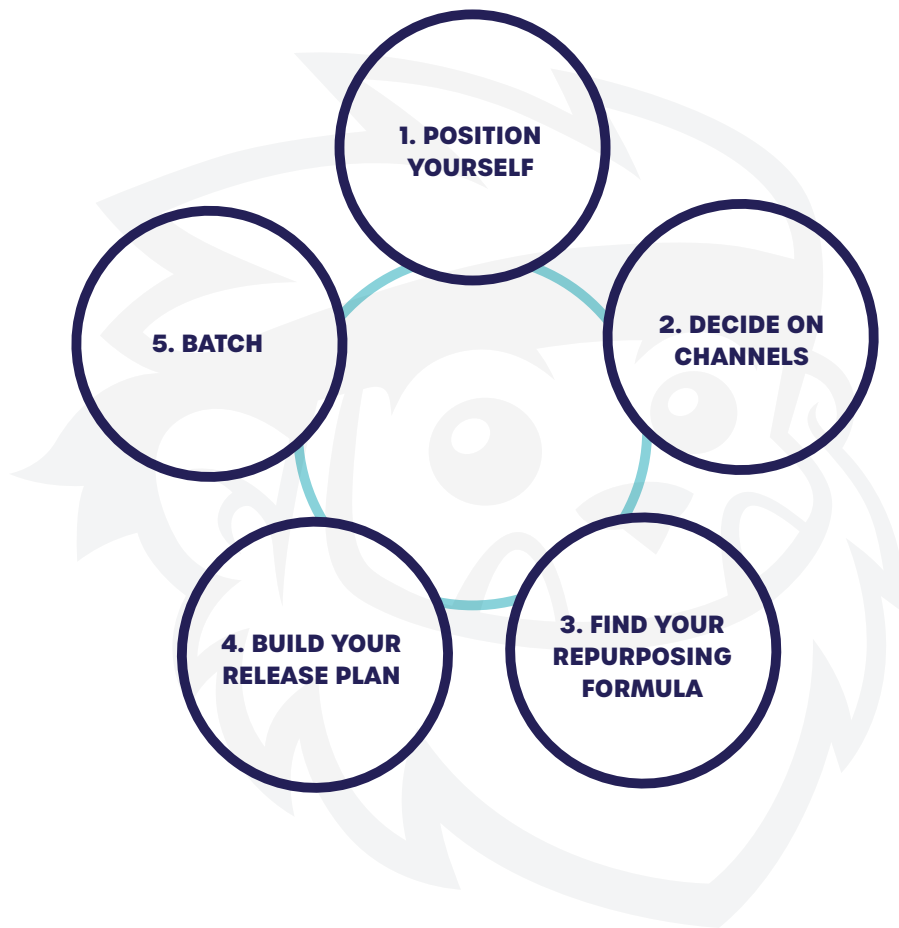 1. POSITION
YOURSELF
2. DECIDE ON
CHANNELS
3. FIND YOUR
REPURPOSING
FORMULA
4. BUILD YOUR
RELEASE PLAN
5. BATCH